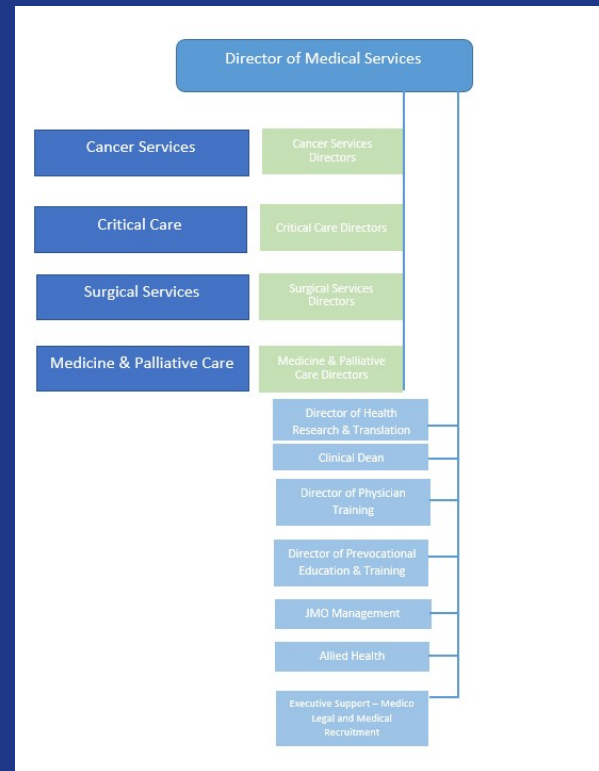 Director of Medical Services
Cancer Services
Cancer Services
Directors
Critical Care
Critical Care Directors
Surgical Services
Surgical Services
Directors
Medicine & Palliative Care
Medicine & Palliative
Care Directors
Director of Health
Research & Translation
Clinical Dean
Director of Physician
Training
Director of Prevocational
Education & Training
JMO Management
Allied Health
Executive Support – Medico
Legal and Medical
Recruitment